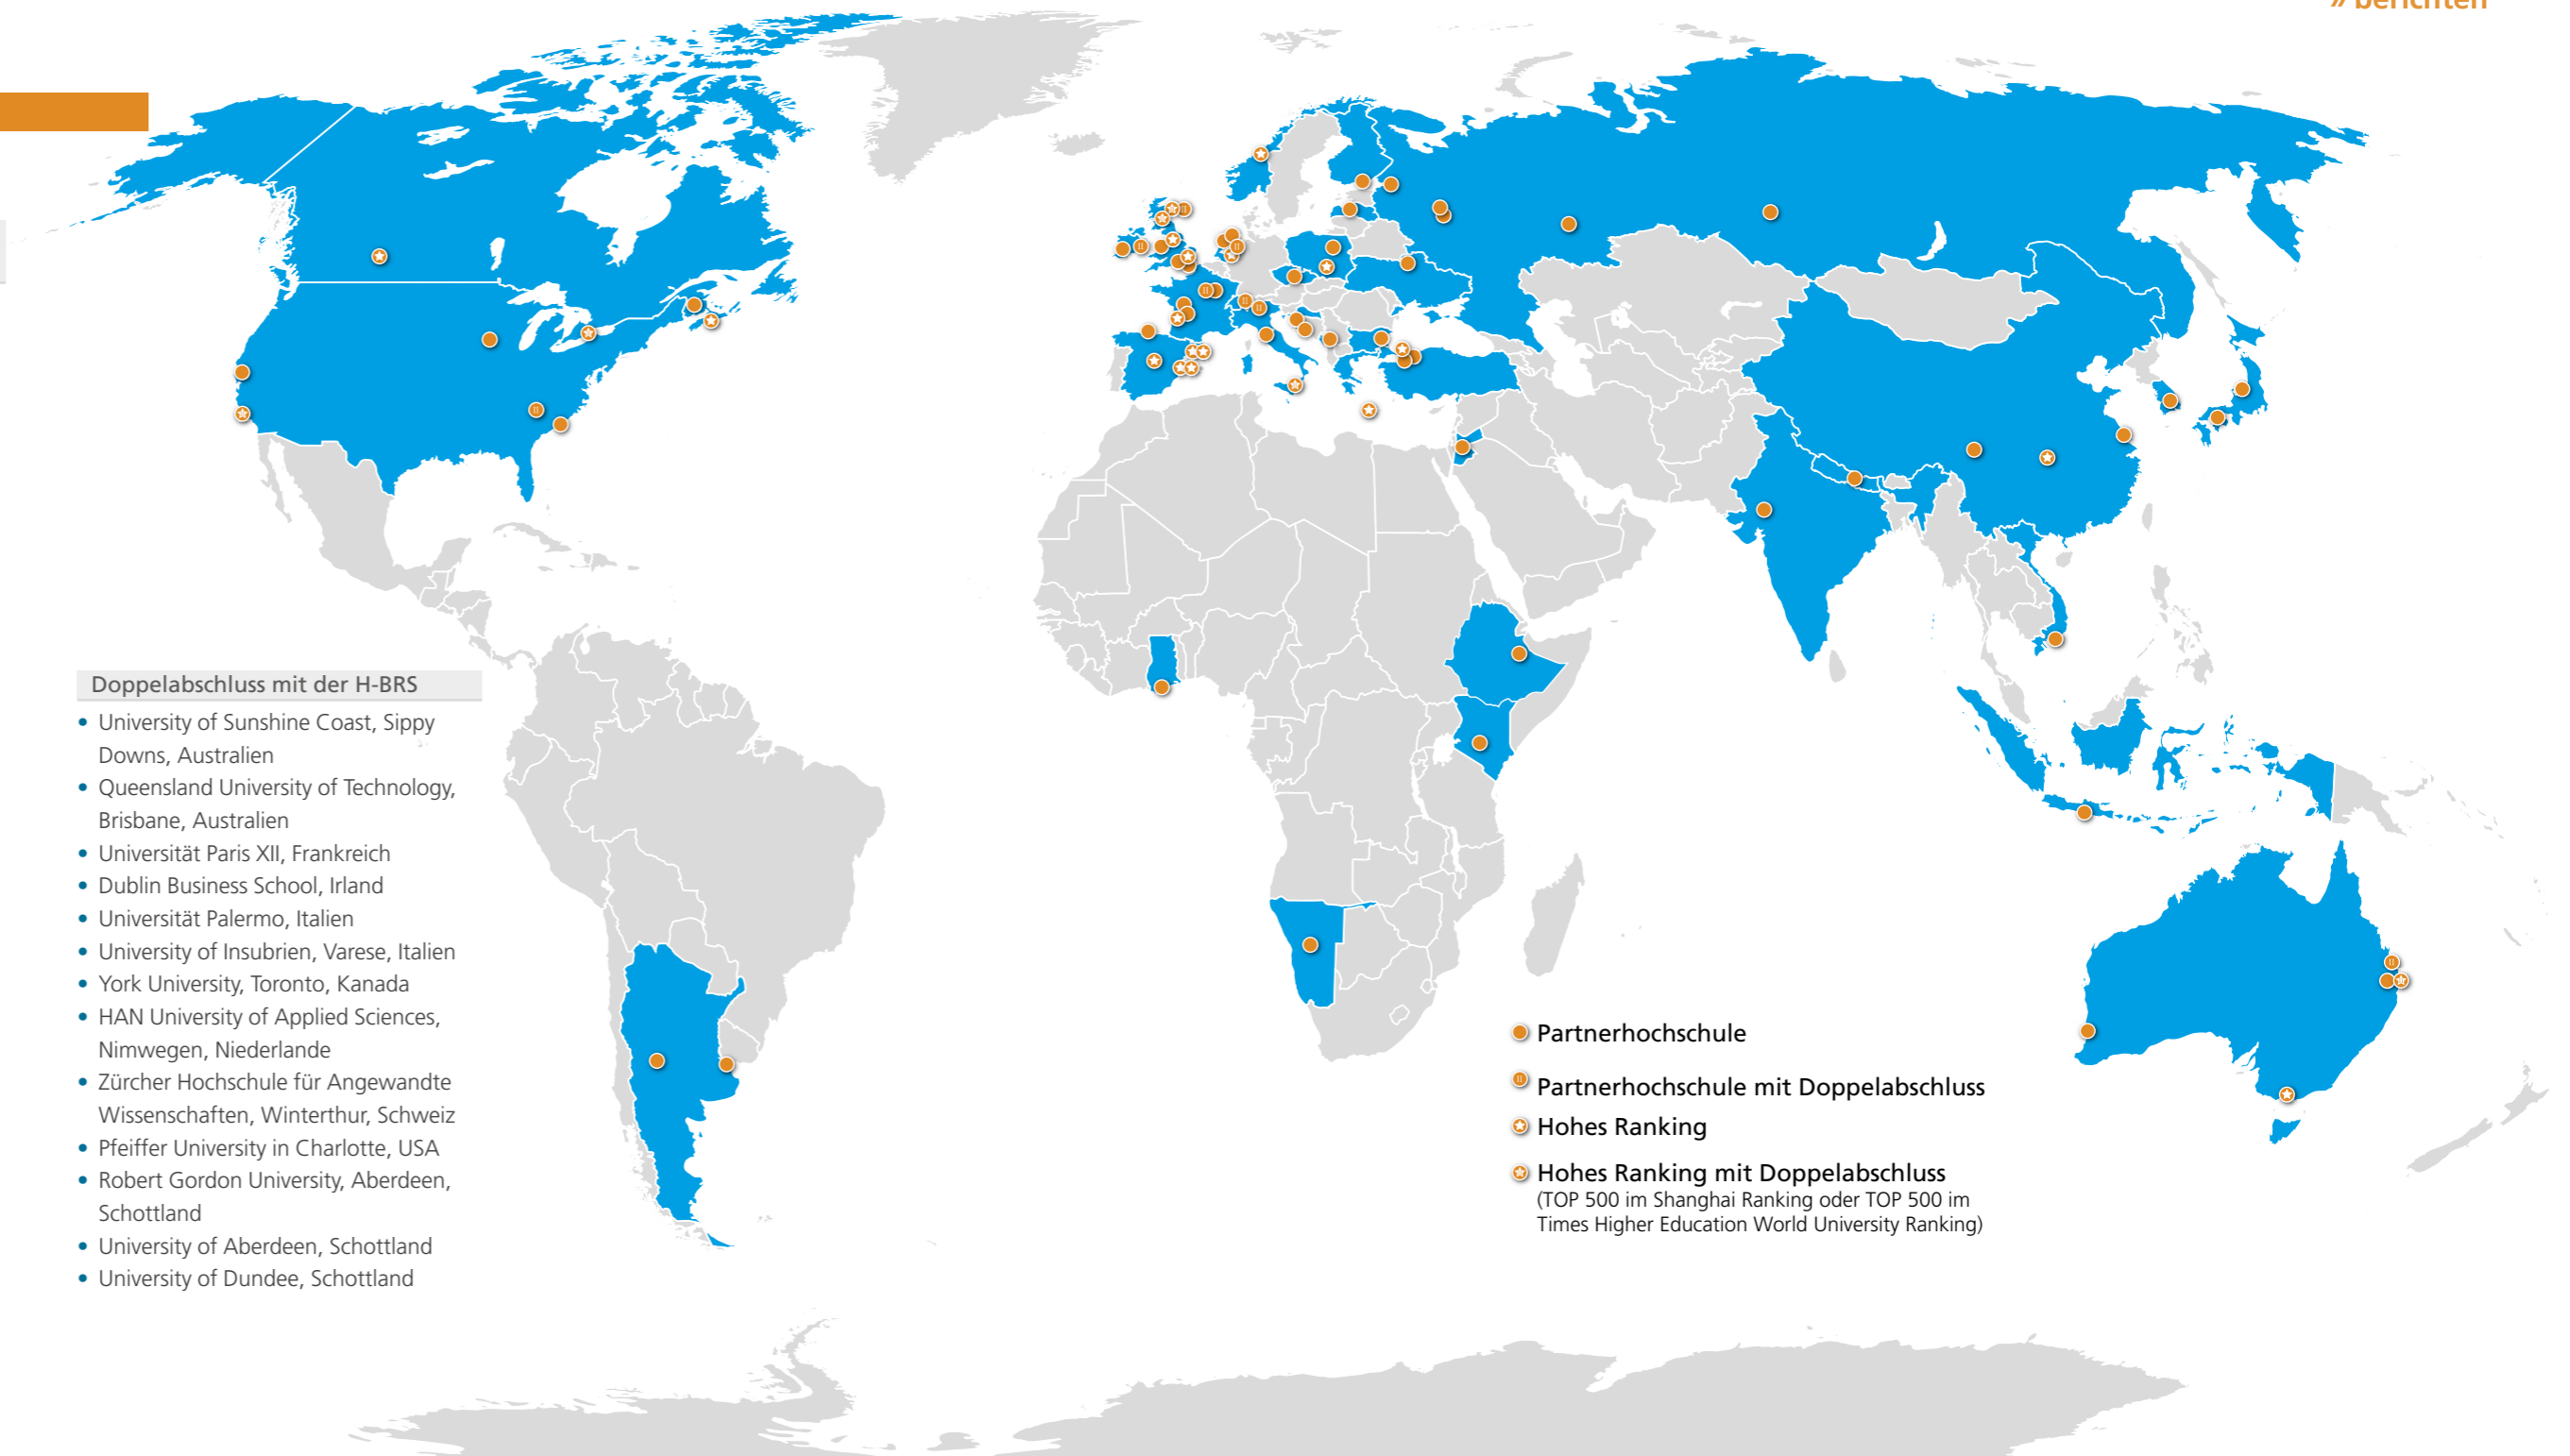 » berichten
Doppelabschluss mit der H-BRS
• University of Sunshine Coast, Sippy
Downs, Australien
• Queensland University of Technology,
Brisbane, Australien
• Universität Paris XII, Frankreich
• Dublin Business School, Irland
• Universität Palermo, Italien
• University of Insubrien, Varese, Italien
• York University, Toronto, Kanada
• HAN University of Applied Sciences,
Nimwegen, Niederlande
• Zürcher Hochschule für Angewandte
Wissenschaften, Winterthur, Schweiz
• Pfeiffer University in Charlotte, USA
• Robert Gordon University, Aberdeen,
Schottland
• University of Aberdeen, Schottland
• University of Dundee, Schottland
Partnerhochschule
Partnerhochschule mit Doppelabschluss
Hohes Ranking
Hohes Ranking mit Doppelabschluss
(TOP 500 im Shanghai Ranking oder TOP 500 im
Times Higher Education World University Ranking)